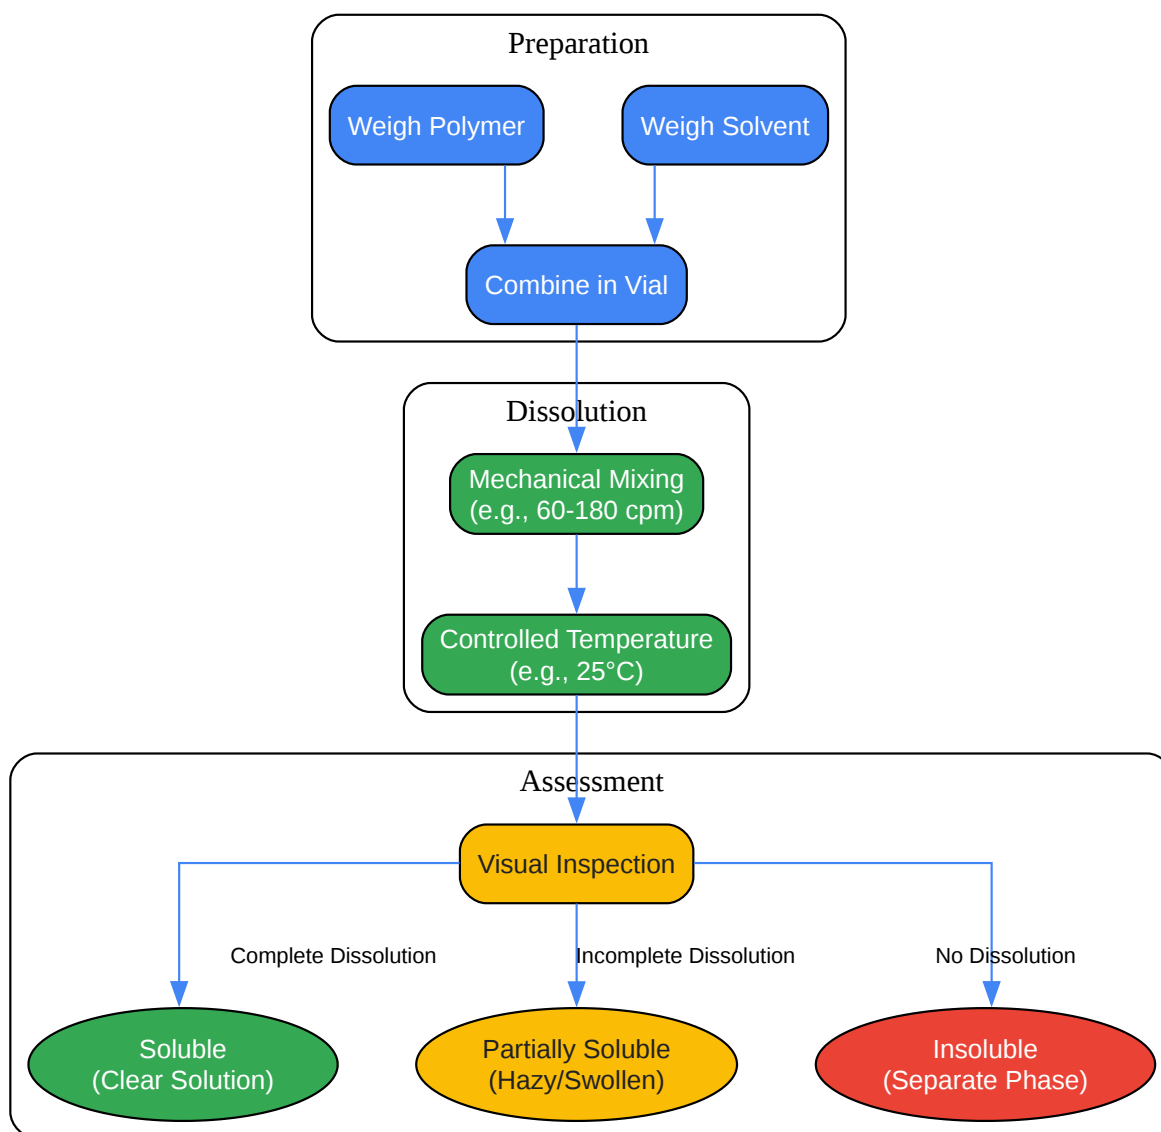 Preparation
Weigh Polymer
Weigh Solvent
Combine in Vial
Dissolution
Mechanical Mixing
(e.g., 60-180 cpm)
Controlled Temperature
(e.g., 25°C)
Assessment
Visual Inspection
Complete Dissolution
Incomplete Dissolution
No Dissolution
Soluble
(Clear Solution)
Partially Soluble
(Hazy/Swollen)
Insoluble
(Separate Phase)